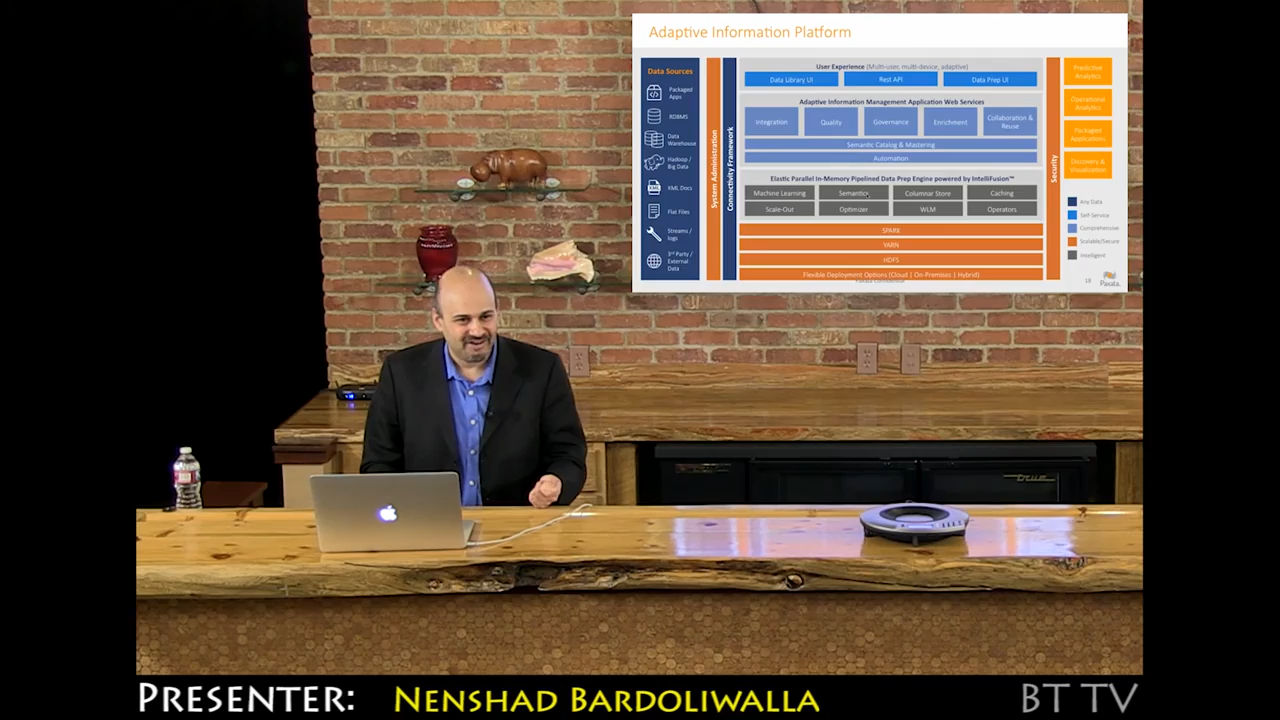 Adaptive Information Platform
Data Sources
Packaged
Apps
RDBMS
Data
Warehouse
Hadoop /
Big Data
XML Docs
Flat Files
Streams /
logs
3rd Party /
External
Data
System Administration
Connectivity Framework
User Experience (Multi-user, multi-device, adaptive)
Data Library UI
Rest API
Data Prep UI
Adaptive Information Management Application Web Services
Integration
Quality
Governance
Enrichment
Collaboration &
Reuse
Semantic Catalog & Mastering
Automation
Elastic Parallel In-Memory Pipelined Data Prep Engine powered by IntelliFusion™
Machine Learning
Semantics
Columnar Store
Caching
Scale-Out
Optimizer
WLM
Operators
SPARK
YARN
HDFS
Flexible Deployment Options (Cloud | On-Premises | Hybrid)
Paxata Confidential
Security
Predictive
Analytics
Operational
Analytics
Packaged
Applications
Discovery &
Visualization
Any Data
Self-Service
Comprehensive
Scalable/Secure
Intelligent
18
Paxata
PRESENTER: NENSHAD BARDOLIWALLA
BT TV